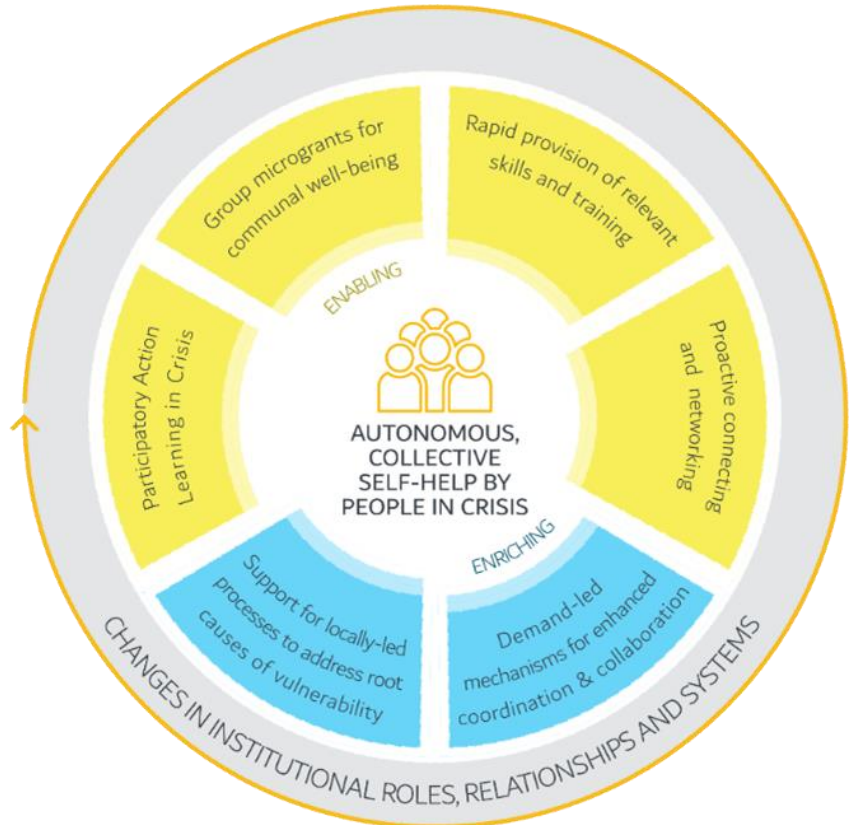 Group microgrants for
communal well-being
Rapid provision of relevant
skills and training
Participatory Action
Learning in Crisis
ENABLING
Proactive connecting
and networking
AUTONOMOUS,
COLLECTIVE
SELF-HELP BY
PEOPLE IN CRISIS
ENRICHING
Support for locally-led
processes to address root
causes of vulnerability
Demand-led
mechanisms for enhanced
coordination & collaboration
CHANGES IN INSTITUTIONAL ROLES, RELATIONSHIPS AND SYSTEMS